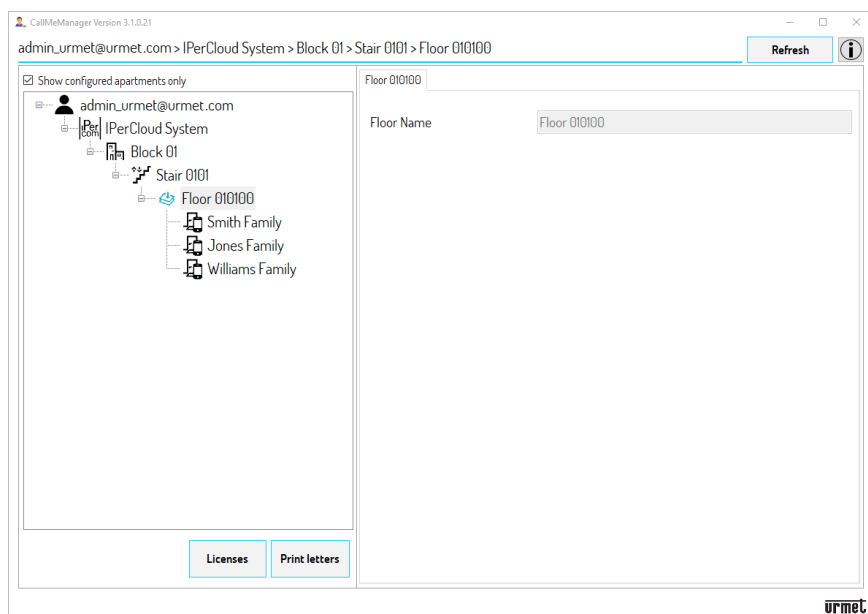 CallMeManager Version 3.1.0.21
admin_urmet@urmet.com > IPerCloud System > Block 01 > Stair 0101 > Floor 010100
Refresh
i
Show configured apartments only
admin_urmet@urmet.com
IPer com IPerCloud System
Block 01
Stair 0101
Floor 010100
Smith Family
Jones Family
Williams Family
Licenses
Print letters
Floor 010100
Floor Name
Floor 010100
urmet